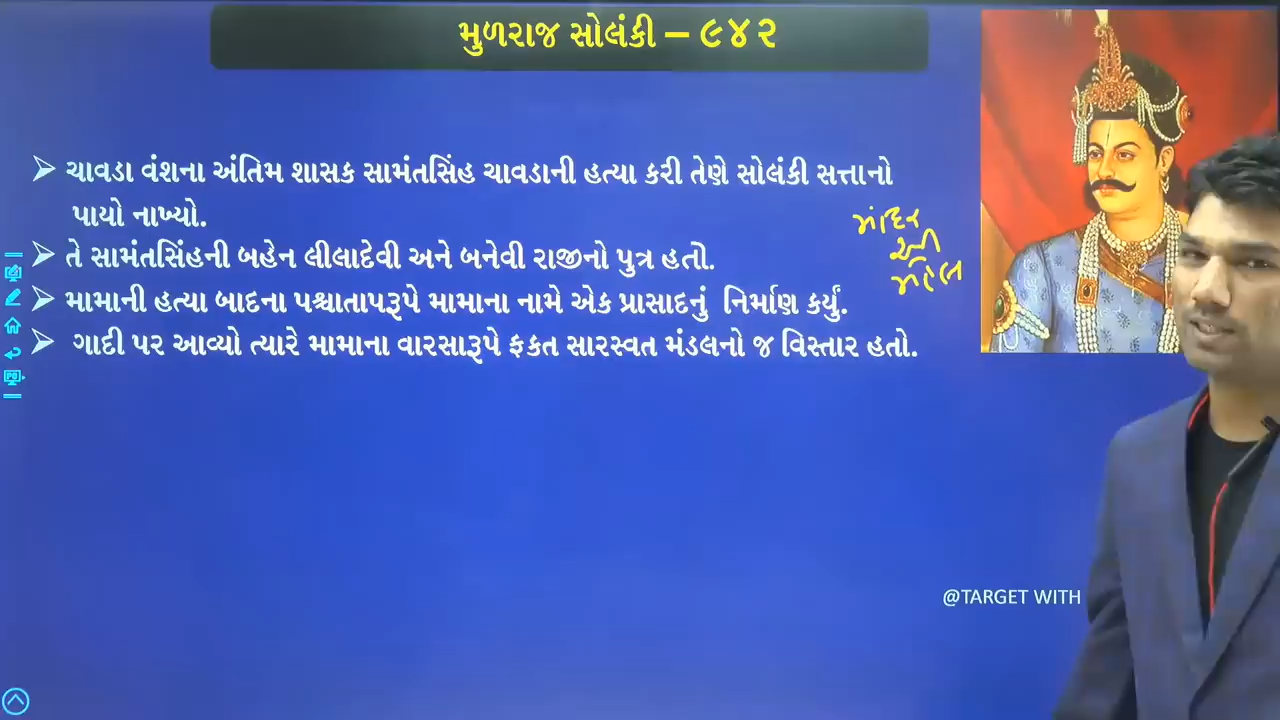 મુળરાજ સોલંકી – ૯૪૨
➢ ચાવડા વંશના અંતિમ શાસક સામંતસિંહ ચાવડાની હત્યા કરી તેણે સોલંકી સત્તાનો
પાયો નાખ્યો.
➢ તે સામંતસિંહની બહેન લીલાદેવી અને બનેવી રાજીનો પુત્ર હતો.
➢ મામાની હત્યા બાદના પશ્ચાતાપરૂપે મામાના નામે એક પ્રાસાદનું નિર્માણ કર્યું.
➢ ગાદી પર આવ્યો ત્યારે મામાના વારસારૂપે ફકત સારસ્વત મંડલનો જ વિસ્તાર હતો.
મહેલ
@TARGET WITH